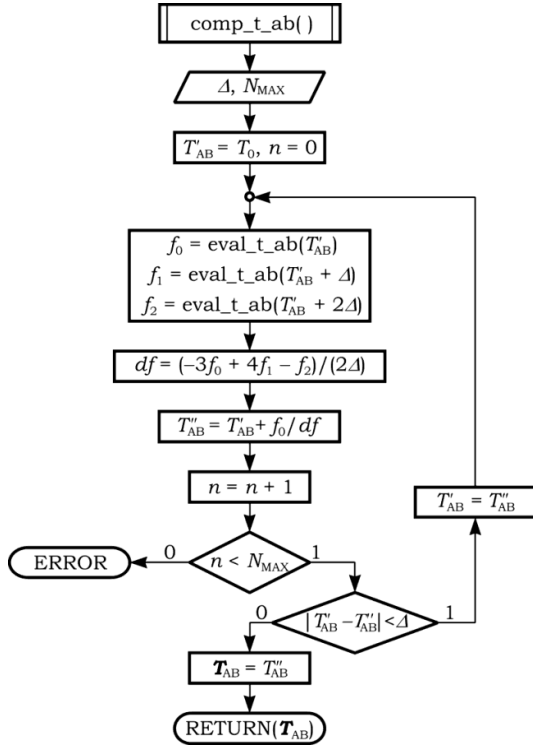 comp_t_ab( )
Δ, N_MAX
T′_AB = T_0, n = 0
f_0 = eval_t_ab(T′_AB)
f_1 = eval_t_ab(T′_AB + Δ)
f_2 = eval_t_ab(T′_AB + 2Δ)
df = (−3f_0 + 4f_1 − f_2)/(2Δ)
T″_AB = T′_AB + f_0/df
n = n + 1
T′_AB = T″_AB
ERROR
0
n < N_MAX
1
0
|T′_AB − T″_AB| < Δ
1
T_AB = T″_AB
RETURN(T_AB)